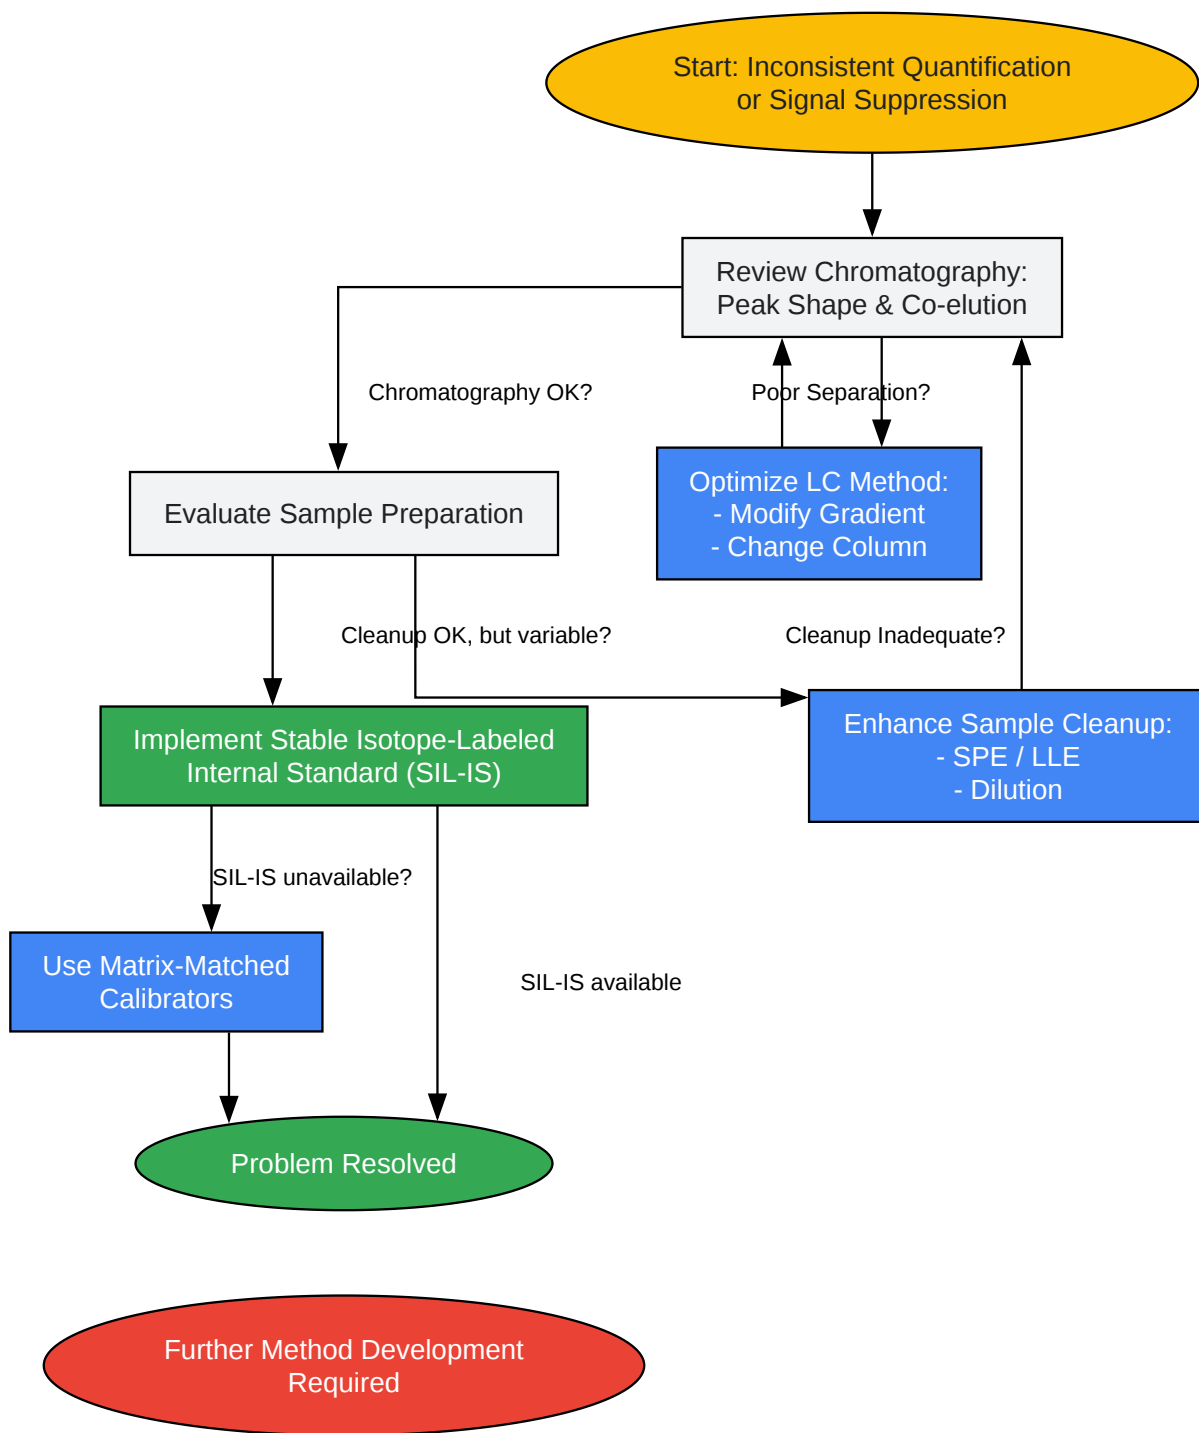 Start: Inconsistent Quantification
or Signal Suppression
Review Chromatography:
Peak Shape & Co-elution
Chromatography OK?
Poor Separation?
Evaluate Sample Preparation
Optimize LC Method:
- Modify Gradient
- Change Column
Cleanup OK, but variable?
Cleanup Inadequate?
Implement Stable Isotope-Labeled
Internal Standard (SIL-IS)
Enhance Sample Cleanup:
- SPE / LLE
- Dilution
SIL-IS unavailable?
Use Matrix-Matched
Calibrators
SIL-IS available
Problem Resolved
Further Method Development
Required